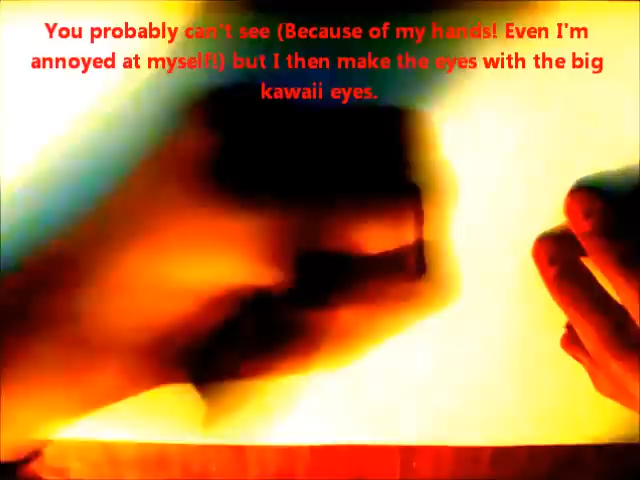 You probably can't see (Because of my hands! Even I'm
annoyed at myself!) but I then make the eyes with the big
kawaii eyes.